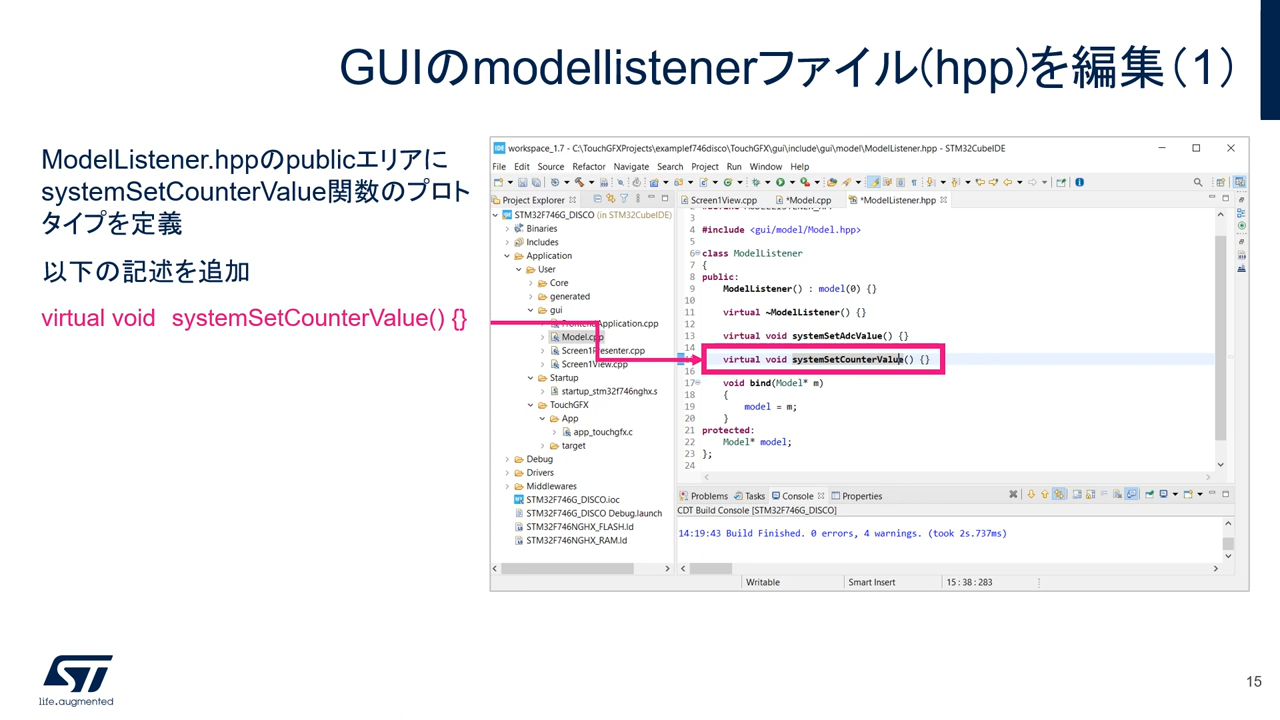 GUIのmodellistenerファイル(hpp)を編集（1）
ModelListener.hppのpublicエリアに
systemSetCounterValue関数のプロト
タイプを定義
以下の記述を追加
virtual void systemSetCounterValue() {}
IDE workspace_1.7 - C:\TouchGFXProjects\examplef746disco\TouchGFX\gui\include\gui\model\ModelListener.hpp - STM32CubeIDE
File Edit Source Refactor Navigate Search Project Run Window Help
Project Explorer
STM32F746G_DISCO (in STM32CubeIDE)
Binaries
Includes
Application
User
Core
generated
gui
FrontendApplication.cpp
Model.cpp
Screen1Presenter.cpp
Screen1View.cpp
Startup
startup_stm32f746nghx.s
TouchGFX
App
app_touchgfx.c
target
Debug
Drivers
Middlewares
STM32F746G_DISCO.ioc
STM32F746G_DISCO Debug.launch
STM32F746NGHX_FLASH.ld
STM32F746NGHX_RAM.ld
Screen1View.cpp *Model.cpp *ModelListener.hpp
3
4 #include <gui/model/Model.hpp>
5
6 class ModelListener
7 {
8 public:
9 ModelListener() : model(0) {}
10
11 virtual ~ModelListener() {}
12
13 virtual void systemSetAdcValue() {}
14
virtual void systemSetCounterValue() {}
16
17 void bind(Model* m)
18 {
19 model = m;
20 }
21 protected:
22 Model* model;
23 };
24
Problems Tasks Console Properties
CDT Build Console [STM32F746G_DISCO]
14:19:43 Build Finished. 0 errors, 4 warnings. (took 2s.737ms)
Writable Smart Insert 15 : 38 : 283
ST
life.augmented
15